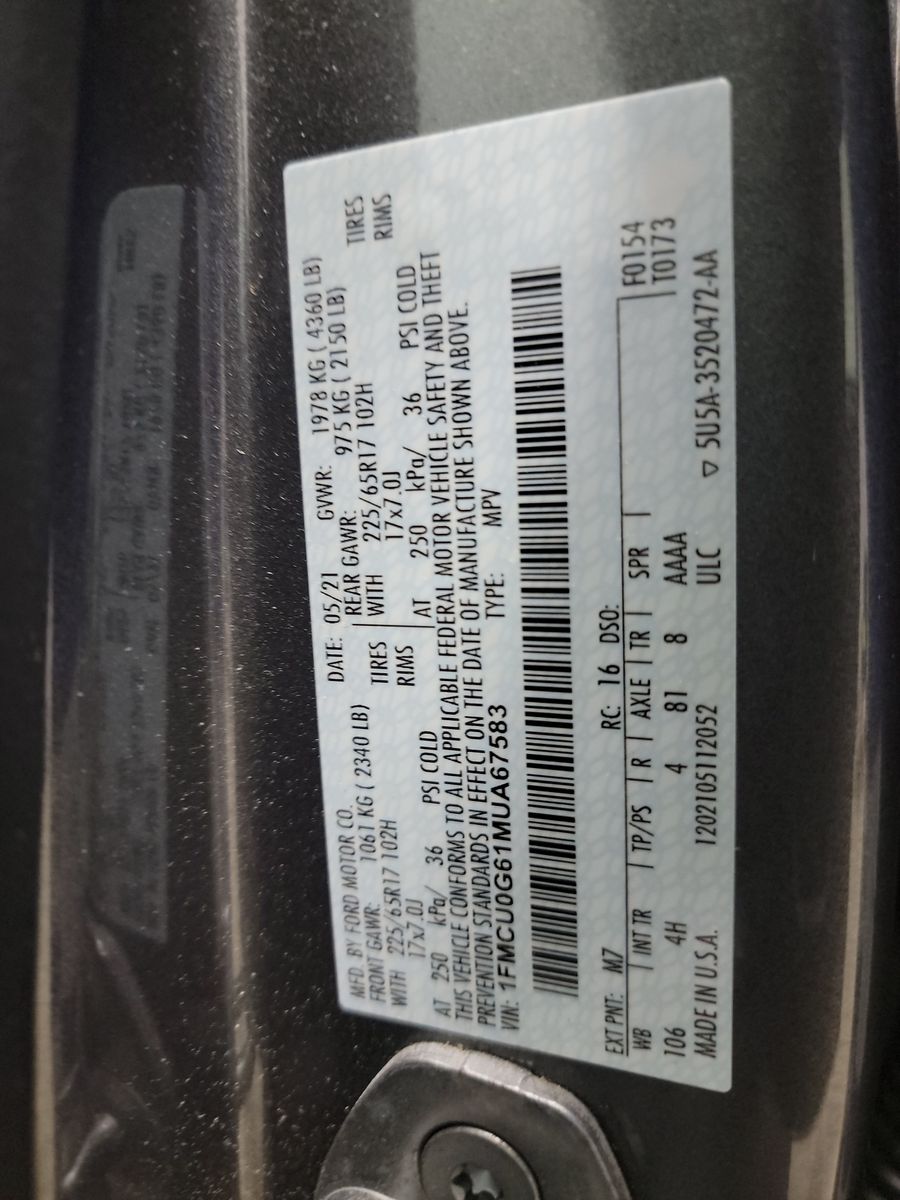 MFD. BY FORD MOTOR CO. DATE: 05/21 GVWR: 1978 KG ( 4360 LB)
FRONT GAWR: 1061 KG ( 2340 LB) REAR GAWR: 975 KG ( 2150 LB)
WITH 225/65R17 102H TIRES WITH 225/65R17 102H TIRES
17x7.0J RIMS 17x7.0J RIMS
AT 250 kPa/ 36 PSI COLD AT 250 kPa/ 36 PSI COLD
THIS VEHICLE CONFORMS TO ALL APPLICABLE FEDERAL MOTOR VEHICLE SAFETY AND THEFT
PREVENTION STANDARDS IN EFFECT ON THE DATE OF MANUFACTURE SHOWN ABOVE.
VIN: 1FMCU0G61MUA67583 TYPE: MPV
EXT PNT: M7 RC: 16 DSO: F0154
WB INT TR TP/PS R AXLE TR SPR T0173
106 4H 4 81 8 AAAA
MADE IN U.S.A. 120210511205​2 ULC ▽ 5U5A-3520472-AA